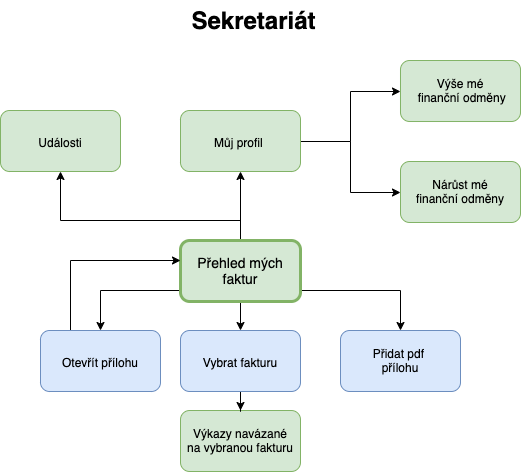 Sekretariát
Výše mé
finanční odměny
Události
Můj profil
Nárůst mé
finanční odměny
Přehled mých
faktur
Otevřít přílohu
Vybrat fakturu
Přidat pdf
přílohu
Výkazy navázané
na vybranou fakturu